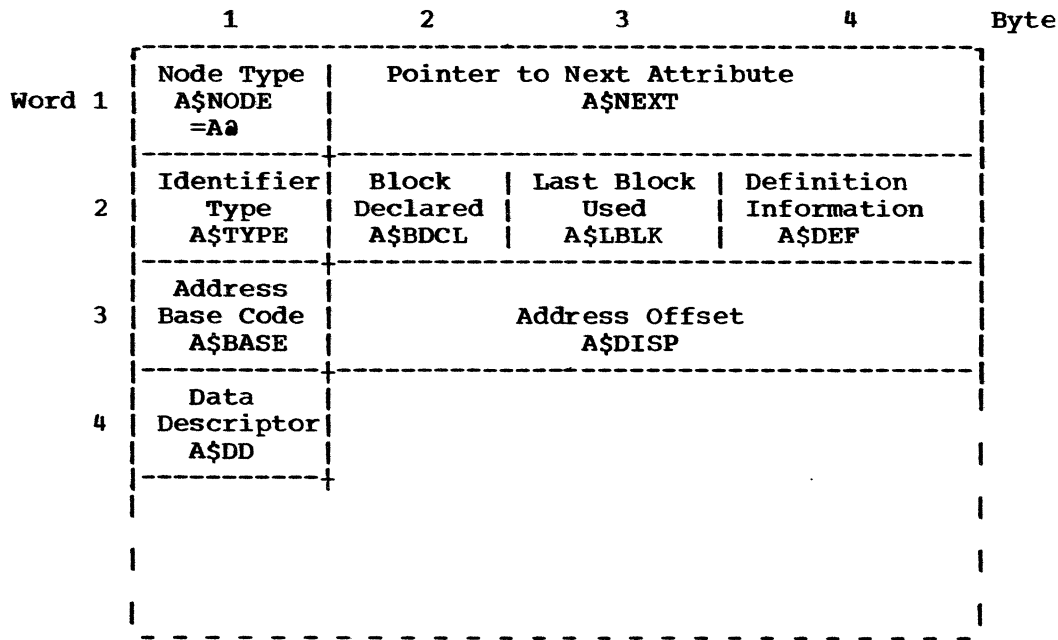 1 2 3 4 Byte
Node Type Pointer to Next Attribute
Word 1 A$NODE A$NEXT
=Aa
Identifier Block Last Block Definition
2 Type Declared Used Information
A$TYPE A$BDCL A$LBLK A$DEF
Address
3 Base Code Address Offset
A$BASE A$DISP
Data
4 Descriptor
A$DD